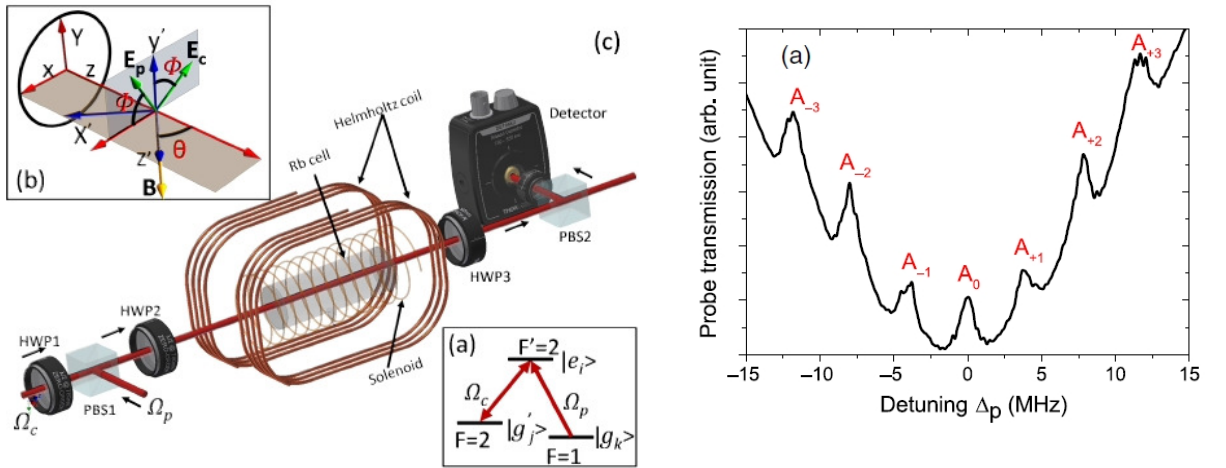 Y
X
Z
y′
X′
Z′
E_p
E_c
Φ
Φ
θ
B
(b)
(c)
Helmholtz coil
Rb cell
Detector
PBS2
HWP3
HWP2
HWP1
Solenoid
PBS1
Ω_p
Ω_c
(a)
F'=2 |e_i>
Ω_c
Ω_p
F=2 |g'_j>
|g_k>
F=1
(a)
A_{+3}
A_{–3}
A_{+2}
A_{–2}
A_{–1}
A_0
A_{+1}
Probe transmission (arb. unit)
–15 –10 –5 0 5 10 15
Detuning Δ_p (MHz)